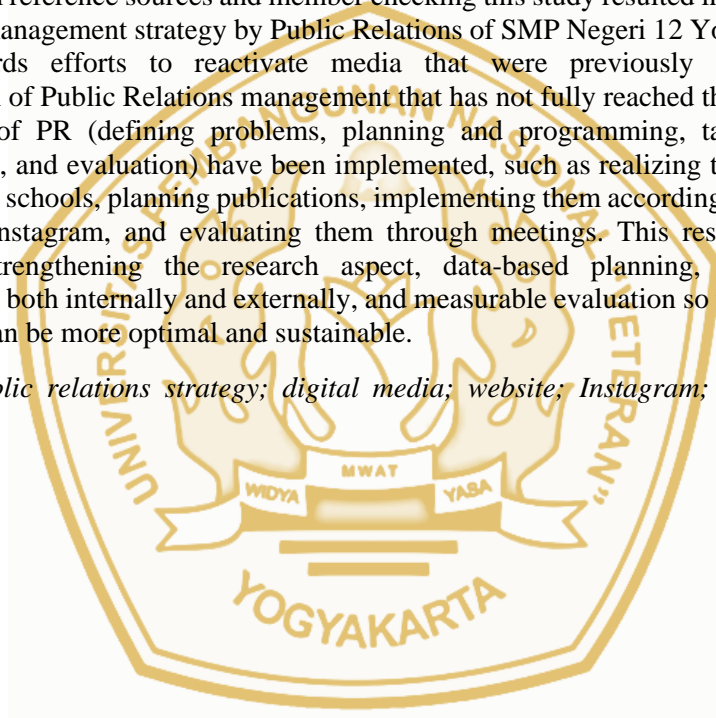 reference sources and member checking this study resulted in
anagement strategy by Public Relations of SMP Negeri 12 Yo
rds efforts to reactivate media that were previously
of Public Relations management that has not fully reached th
of PR (defining problems, planning and programming, ta
, and evaluation) have been implemented, such as realizing t
schools, planning publications, implementing them according
nstagram, and evaluating them through meetings. This res
trengthening the research aspect, data-based planning,
both internally and externally, and measurable evaluation so
an be more optimal and sustainable.
blic relations strategy; digital media; website; Instagram;
UNIVERSITAS PEMBANGUNAN NASIONAL "VETERAN"
WIDYA MWAT YASA
YOGYAKARTA